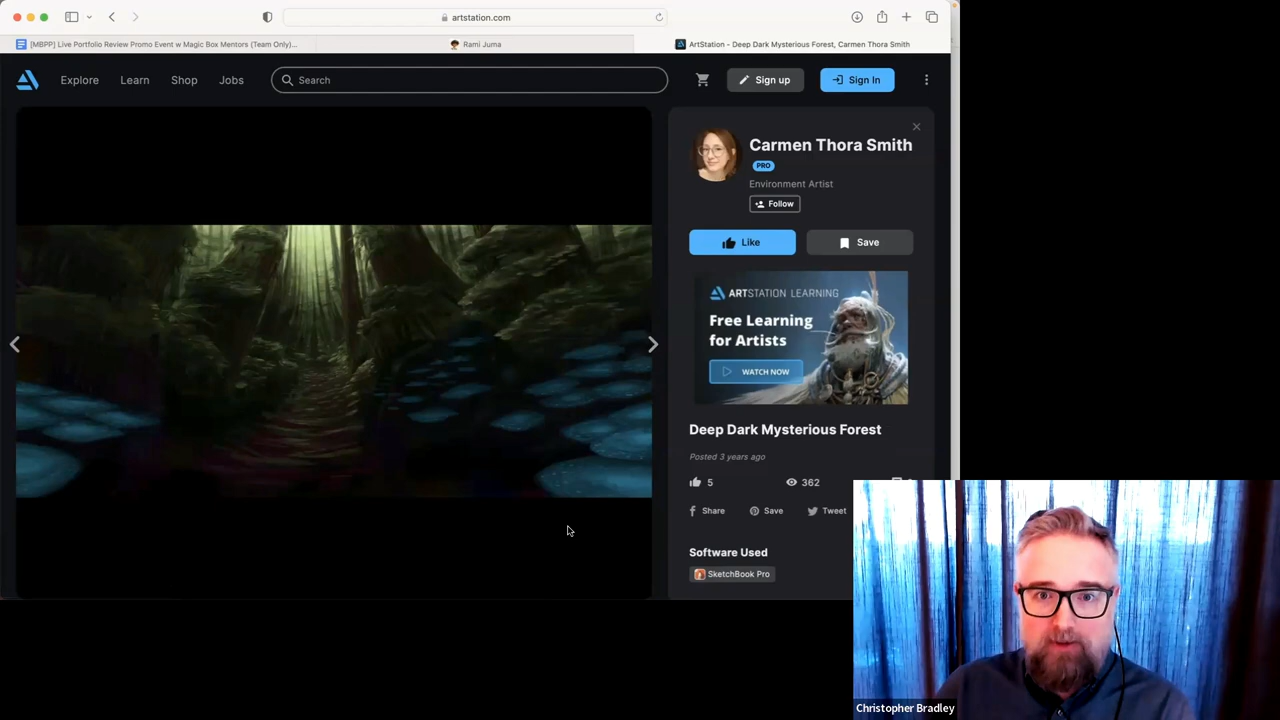 artstation.com
[MBPP] Live Portfolio Review Promo Event w Magic Box Mentors (Team Only)...
Rami Juma
ArtStation - Deep Dark Mysterious Forest, Carmen Thora Smith
Explore
Learn
Shop
Jobs
Search
Sign up
Sign In
Carmen Thora Smith
PRO
Environment Artist
Follow
Like
Save
ARTSTATION LEARNING
Free Learning
for Artists
WATCH NOW
Deep Dark Mysterious Forest
Posted 3 years ago
5
362
Share
Save
Tweet
Software Used
SketchBook Pro
Christopher Bradley